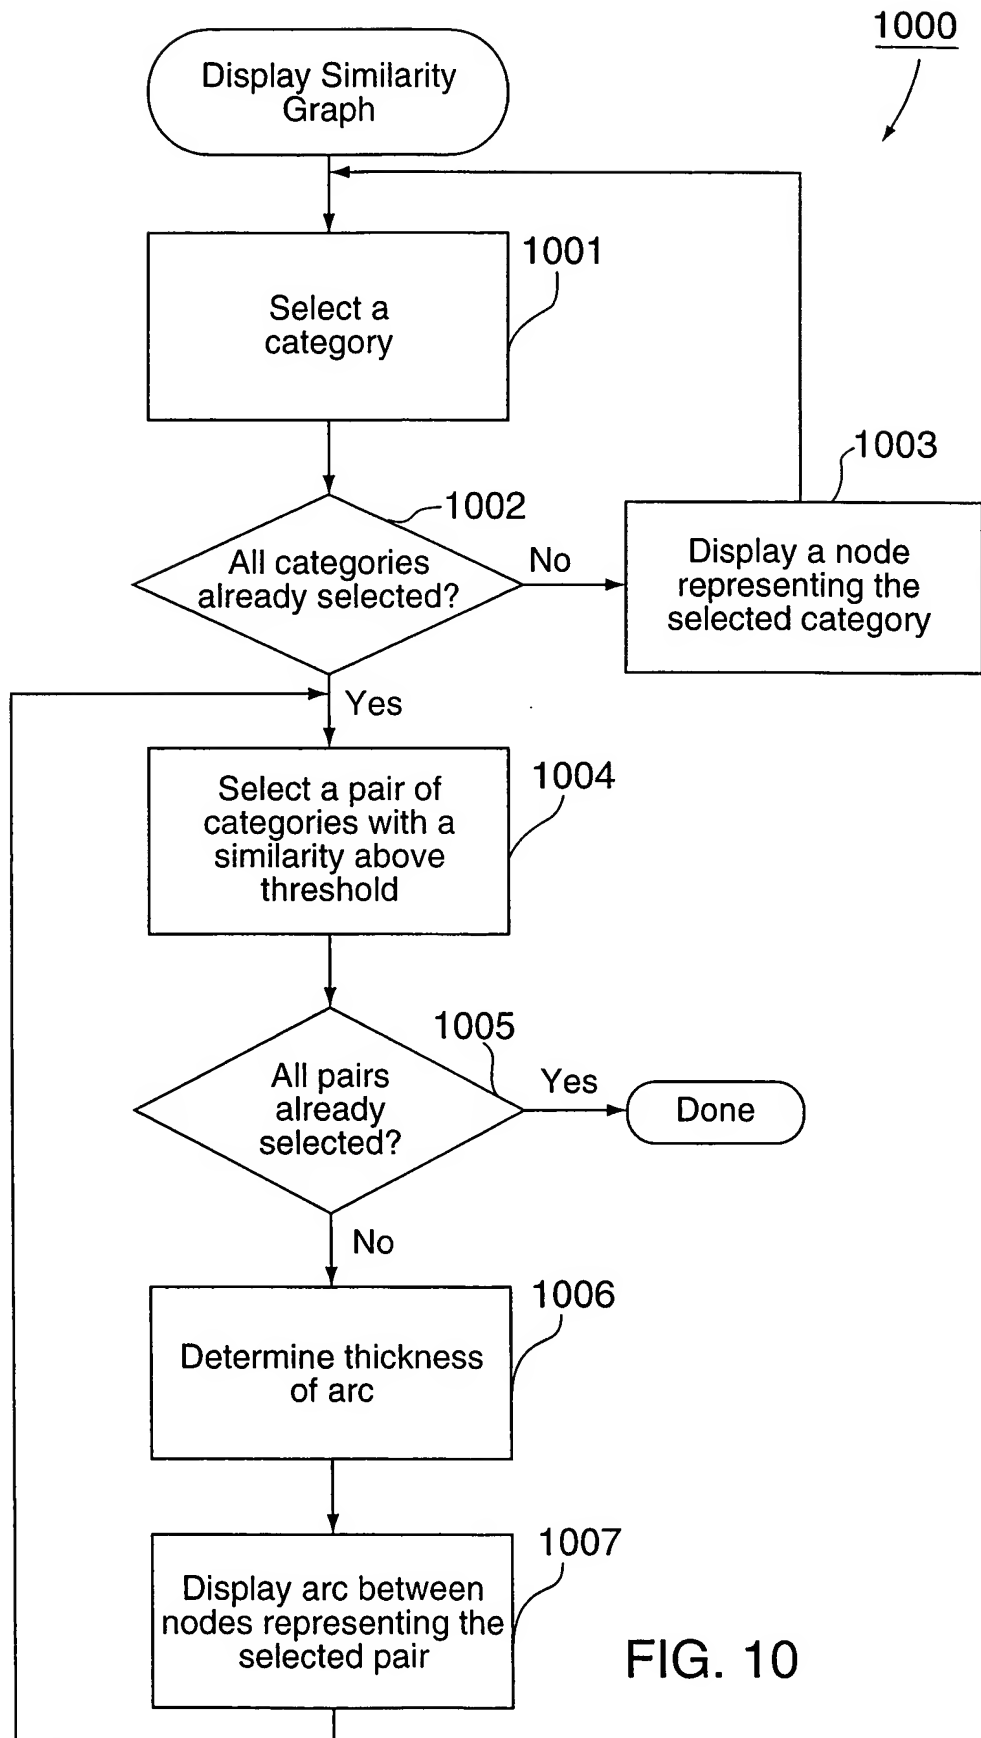 1000
Display Similarity
Graph
1001
Select a
category
1002
All categories
already selected?
No
1003
Display a node
representing the
selected category
Yes
1004
Select a pair of
categories with a
similarity above
threshold
1005
All pairs
already
selected?
Yes
Done
No
1006
Determine thickness
of arc
1007
Display arc between
nodes representing the
selected pair
FIG. 10